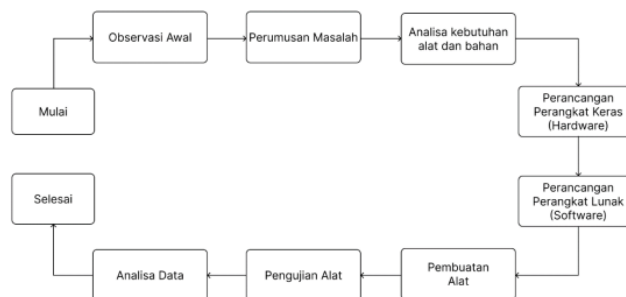 Mulai
Observasi Awal
Perumusan Masalah
Analisa kebutuhan
alat dan bahan
Perancangan
Perangkat Keras
(Hardware)
Perancangan
Perangkat Lunak
(Software)
Pembuatan
Alat
Pengujian Alat
Analisa Data
Selesai